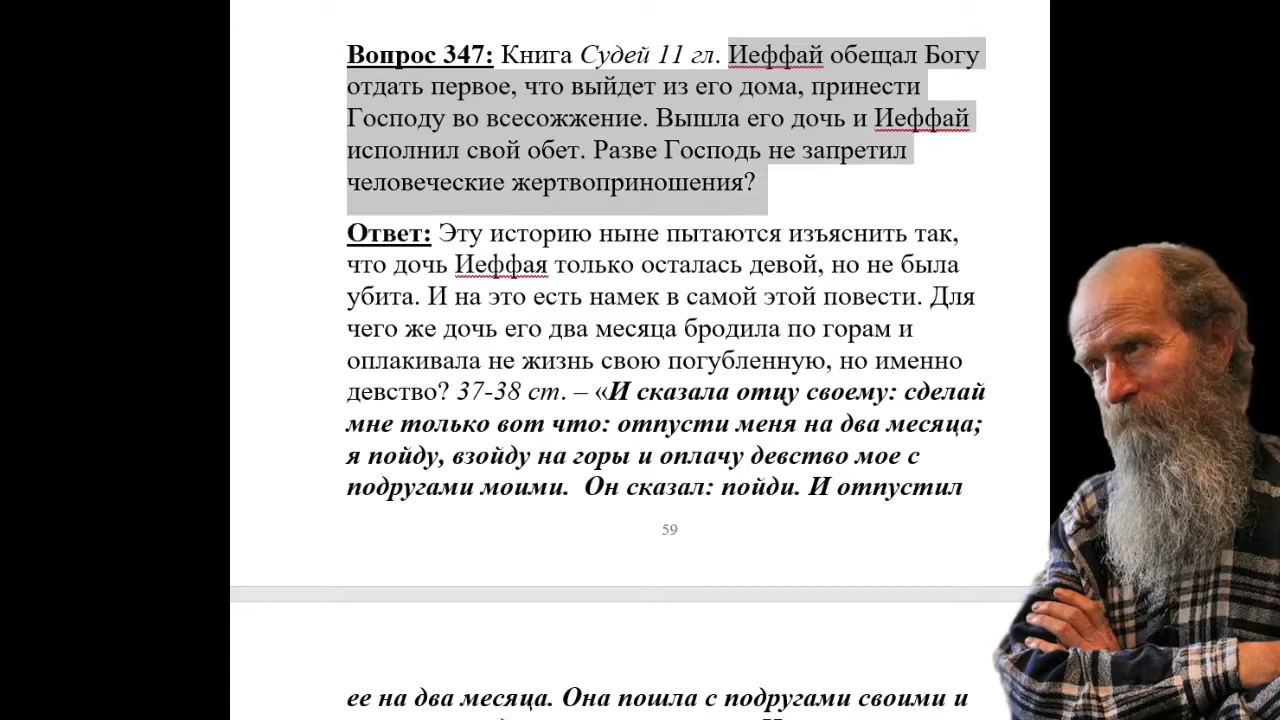 Вопрос 347: Книга Судей 11 гл. Иеффай обещал Богу
отдать первое, что выйдет из его дома, принести
Господу во всесожжение. Вышла его дочь и Иеффай
исполнил свой обет. Разве Господь не запретил
человеческие жертвоприношения?
Ответ: Эту историю ныне пытаются изъяснить так,
что дочь Иеффая только осталась девой, но не была
убита. И на это есть намек в самой этой повести. Для
чего же дочь его два месяца бродила по горам и
оплакивала не жизнь свою погубленную, но именно
девство? 37-38 ст. – «И сказала отцу своему: сделай
мне только вот что: отпусти меня на два месяца;
я пойду, взойду на горы и оплачу девство мое с
подругами моими. Он сказал: пойди. И отпустил
59
ее на два месяца. Она пошла с подругами своими и